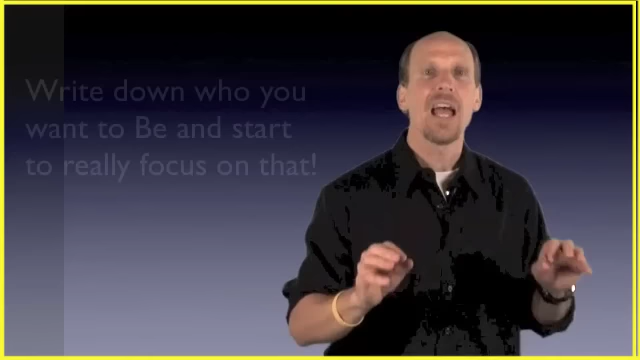 Write down who you
want to Be and start
to really focus on that!